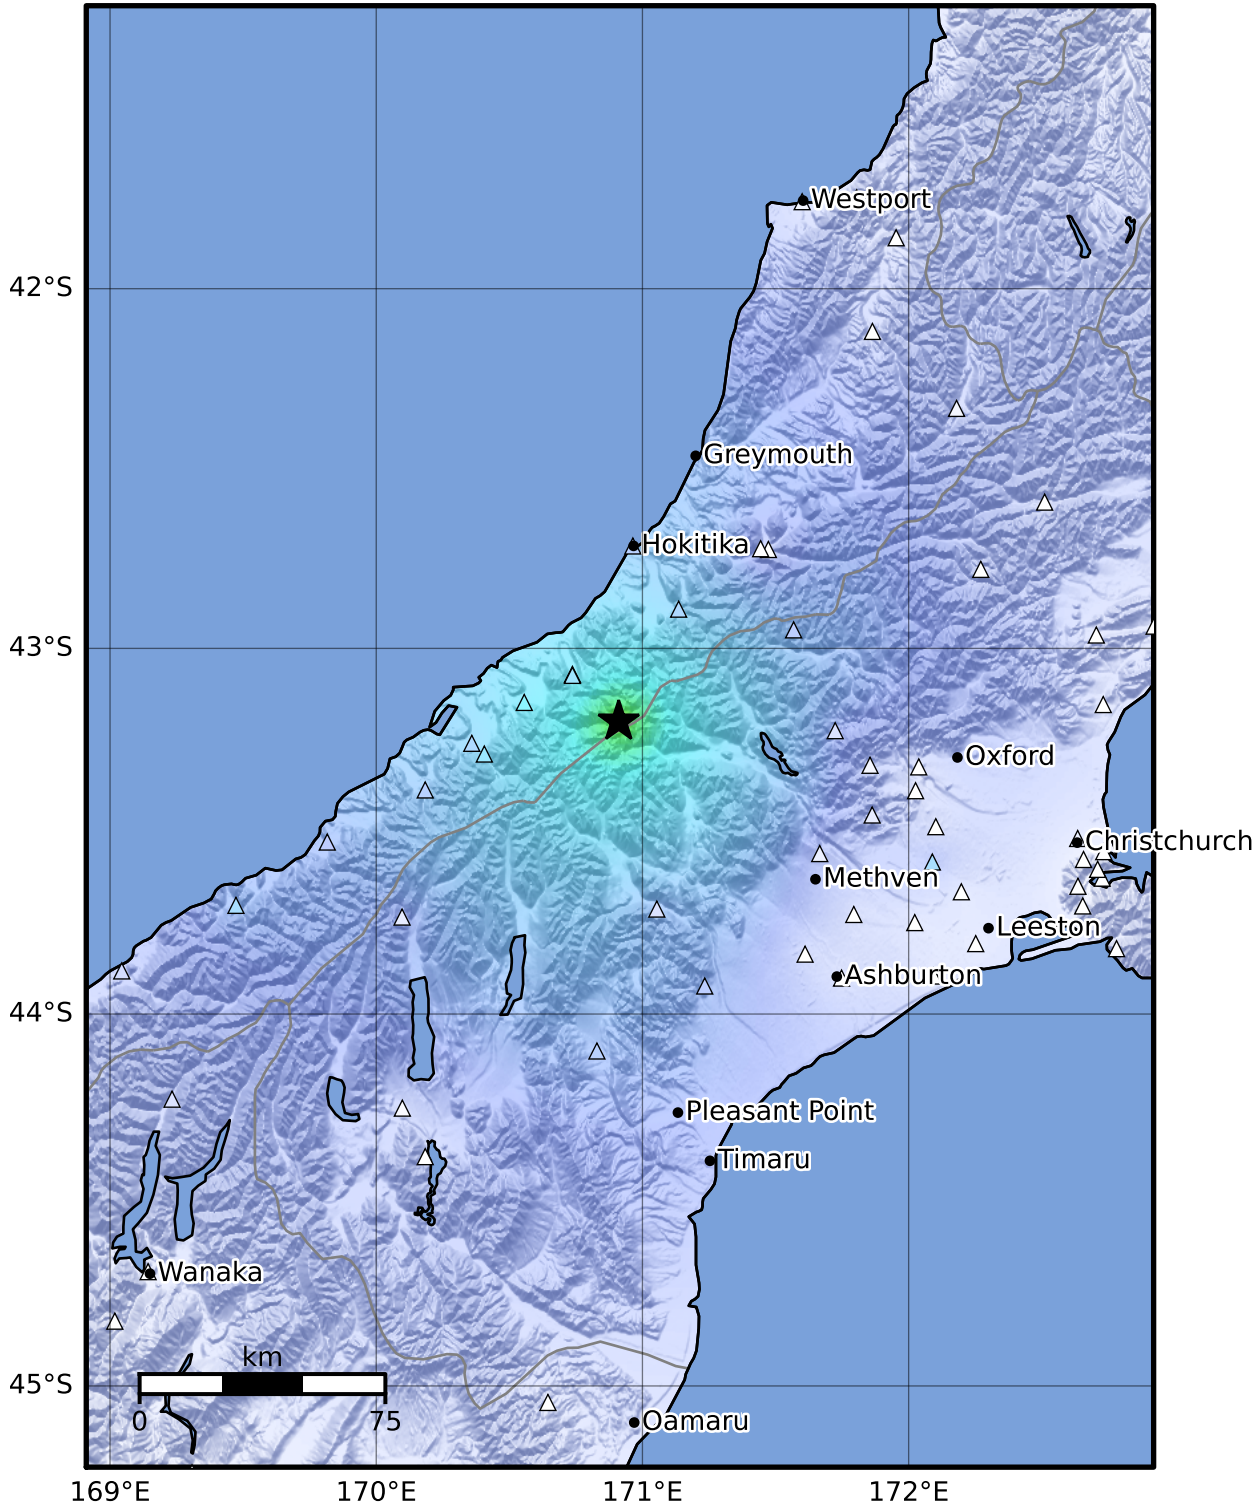 Westport
42°S
Greymouth
Hokitika
43°S
Oxford
Christchurch
Methven
Leeston
Ashburton
44°S
Pleasant Point
Timaru
Wanaka
km
45°S
0 75
Oamaru
169°E 170°E 171°E 172°E